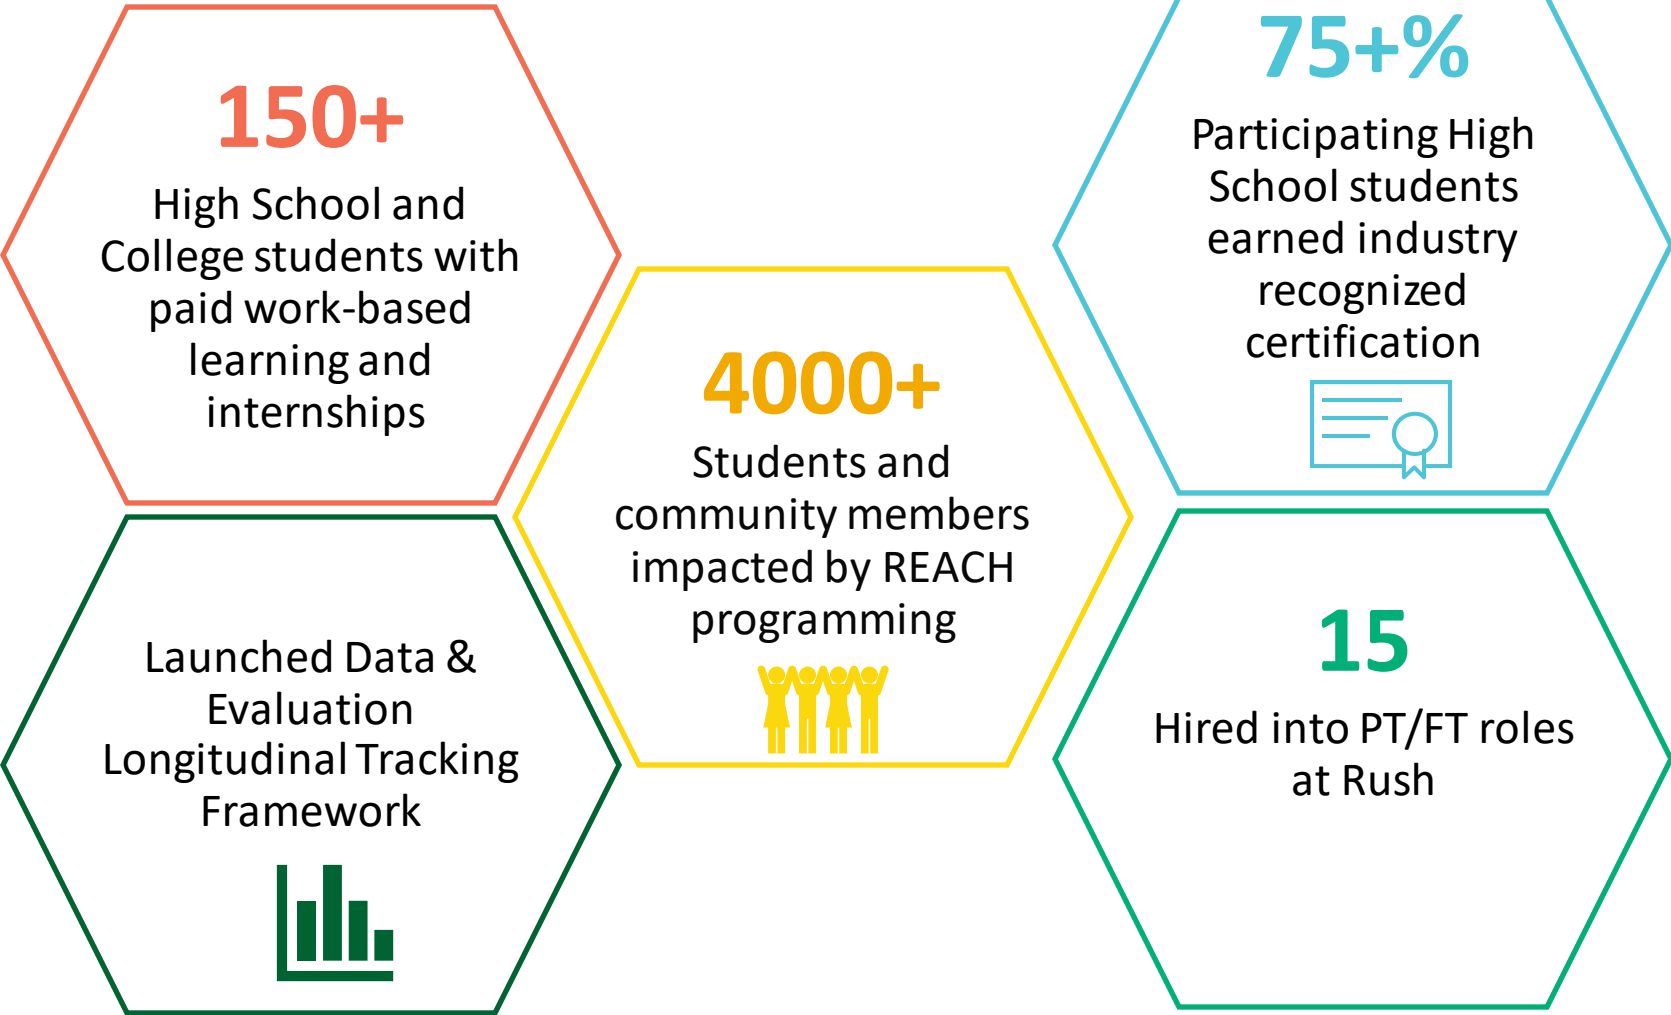 150+
High School and
College students with
paid work-based
learning and
internships
75+%
Participating High
School students
earned industry
recognized
certification
4000+
Students and
community members
impacted by REACH
programming
Launched Data &
Evaluation
Longitudinal Tracking
Framework
15
Hired into PT/FT roles
at Rush